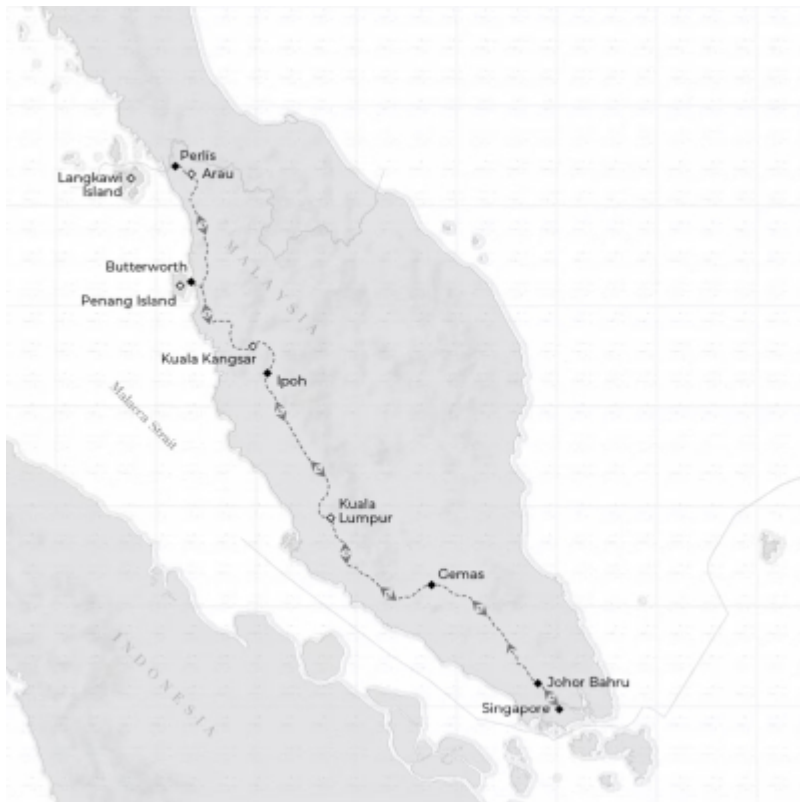 Perlis
Arau
Langkawi
Island
MALAYSIA
Butterworth
Penang Island
Kuala Kangsar
Ipoh
Malacca Strait
Kuala
Lumpur
Gemas
INDONESIA
Johor Bahru
Singapore